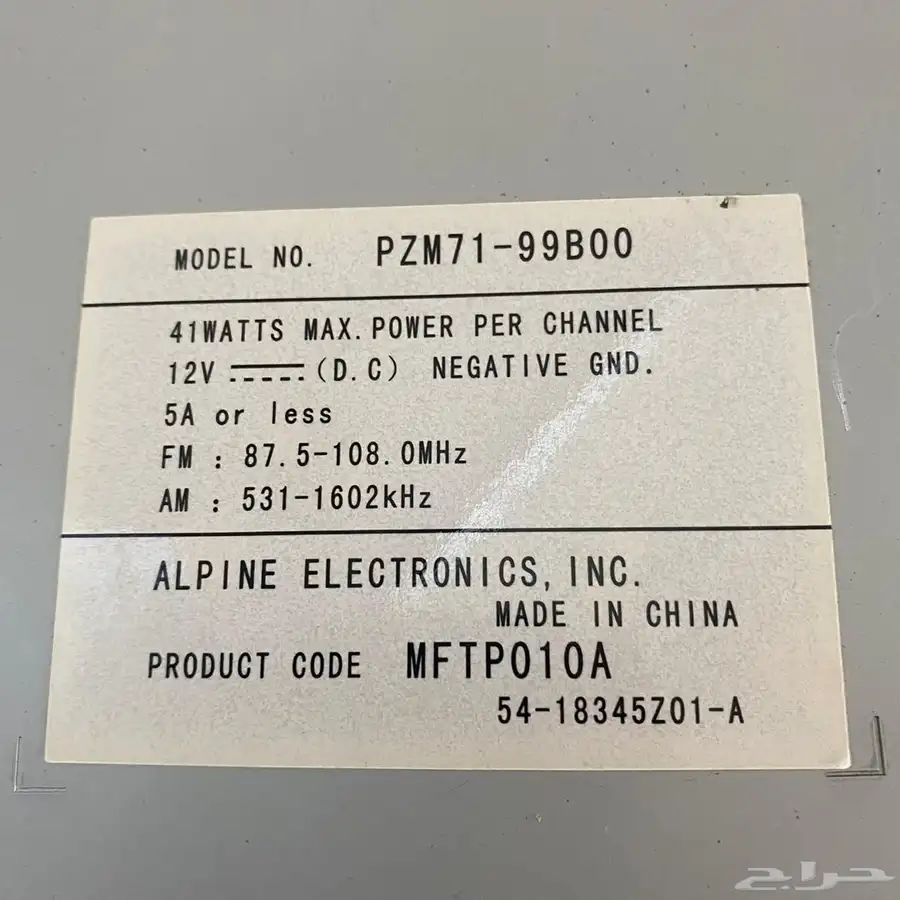 MODEL NO. PZM71-99B00
41WATTS MAX. POWER PER CHANNEL
12V (D.C) NEGATIVE GND.
5A or less
FM : 87.5-108.0MHz
AM : 531-1602kHz
ALPINE ELECTRONICS, INC.
MADE IN CHINA
PRODUCT CODE MFTP010A
54-18345Z01-A
حراج